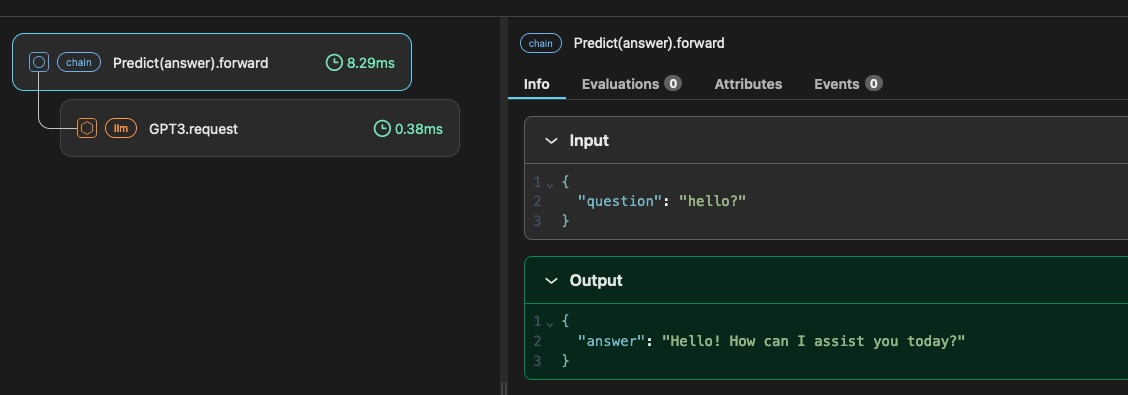 chain Predict(answer).forward 8.29ms
llm GPT3.request 0.38ms
chain Predict(answer).forward
Info Evaluations 0 Attributes Events 0
Input
1 {
2 "question": "hello?"
3 }
Output
1 {
2 "answer": "Hello! How can I assist you today?"
3 }